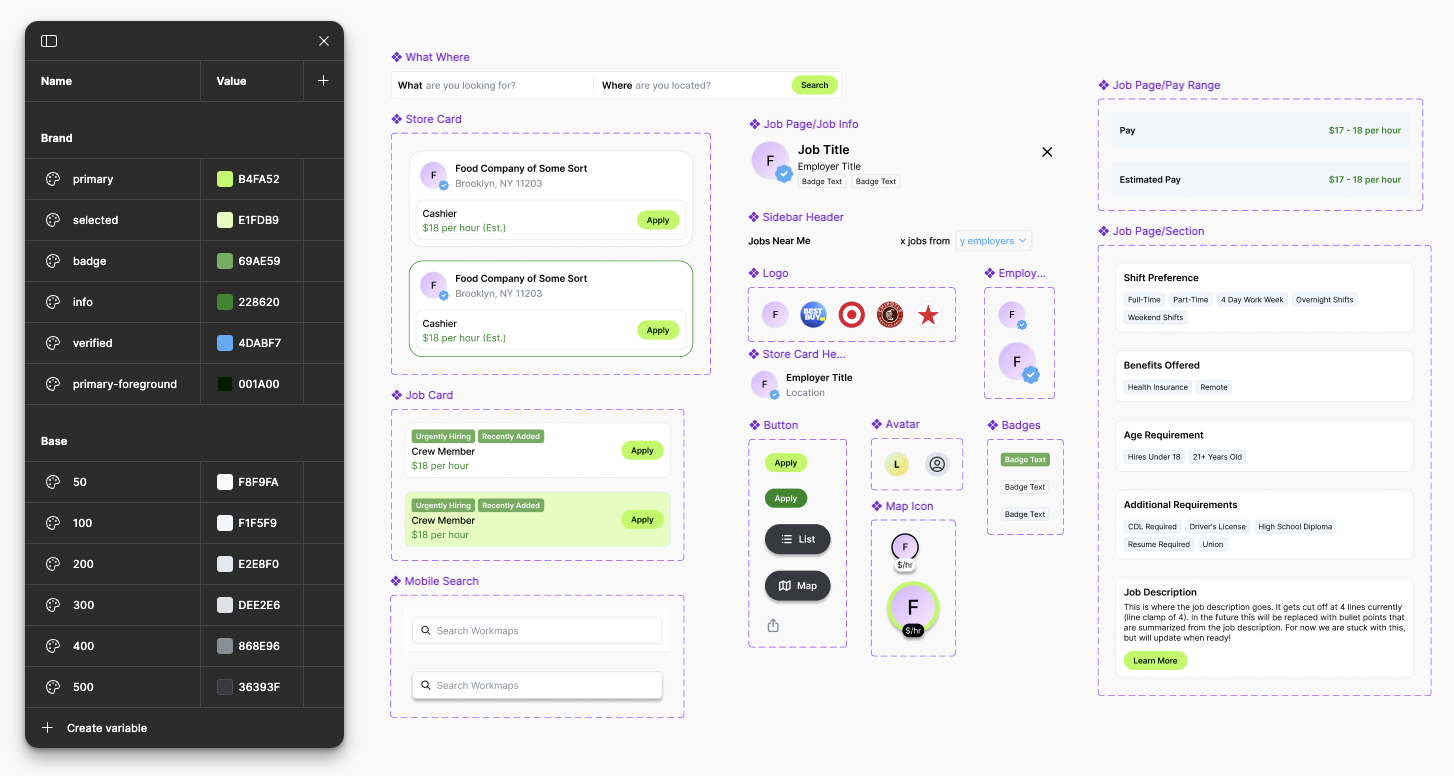 Name Value
Brand
primary B4FA52
selected E1FDB9
badge 69AE59
info 228620
verified 4DABF7
primary-foreground 001A00
Base
50 F8F9FA
100 F1F5F9
200 E2E8F0
300 DEE2E6
400 868E96
500 36393F
Create variable
What Where
What are you looking for? Where are you located? Search
Store Card
F
Food Company of Some Sort
Brooklyn, NY 11203
Cashier
$18 per hour (Est.)
Apply
F
Food Company of Some Sort
Brooklyn, NY 11203
Cashier
$18 per hour (Est.)
Apply
Job Card
Urgently Hiring Recently Added
Crew Member
$18 per hour
Apply
Urgently Hiring Recently Added
Crew Member
$18 per hour
Apply
Mobile Search
Search Workmaps
Search Workmaps
Job Page/Job Info
F
Job Title
Employer Title
Badge Text Badge Text
Sidebar Header
Jobs Near Me x jobs from y employers
Logo
F BEST BUY
Employ...
F
F
Store Card He...
F
Employer Title
Location
Button
Apply
Apply
List
Map
Avatar
L
Map Icon
F
$/hr
F
$/hr
Badges
Badge Text
Badge Text
Badge Text
Job Page/Pay Range
Pay $17 - 18 per hour
Estimated Pay $17 - 18 per hour
Job Page/Section
Shift Preference
Full-Time Part-Time 4 Day Work Week Overnight Shifts
Weekend Shifts
Benefits Offered
Health Insurance Remote
Age Requirement
Hires Under 18 21+ Years Old
Additional Requirements
CDL Required Driver's License High School Diploma
Resume Required Union
Job Description
This is where the job description goes. It gets cut off at 4 lines currently
(line clamp of 4). In the future this will be replaced with bullet points that
are summarized from the job description. For now we are stuck with this,
but will update when ready!
Learn More